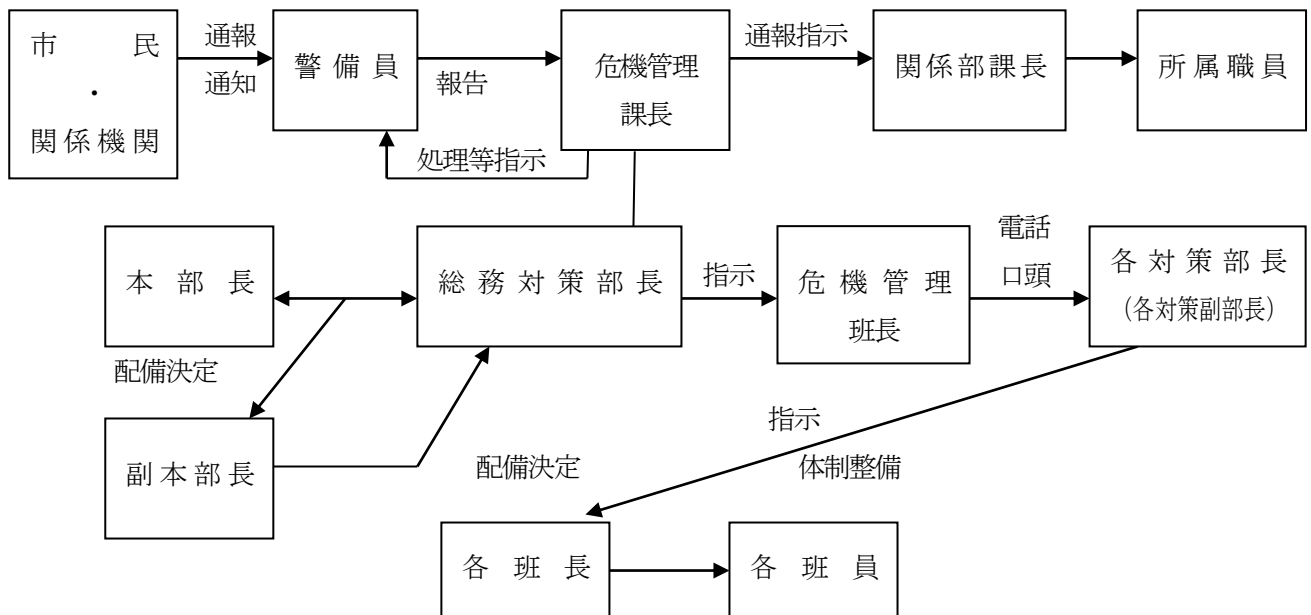 市民
・
関係機関
通報
通知
警備員
報告
危機管理
課長
処理等指示
通報指示
関係部課長
所属職員
本部長
総務対策部長
指示
危機管理
班長
電話
口頭
各対策部長
(各対策副部長)
配備決定
副本部長
配備決定
指示
体制整備
各班長
各班員